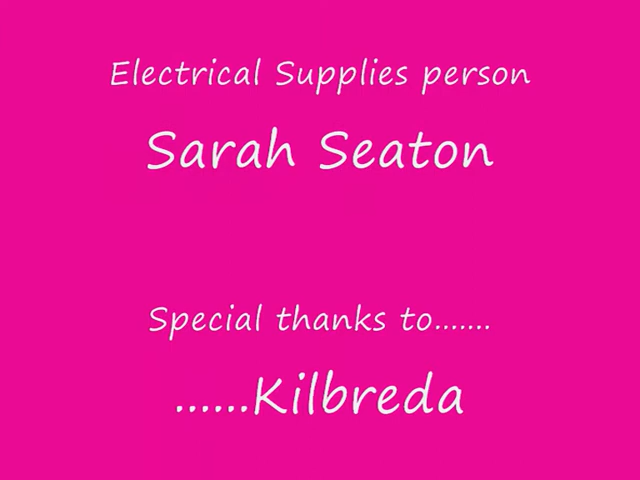 Electrical Supplies person
Sarah Seaton
Special thanks to.......
......Kilbreda